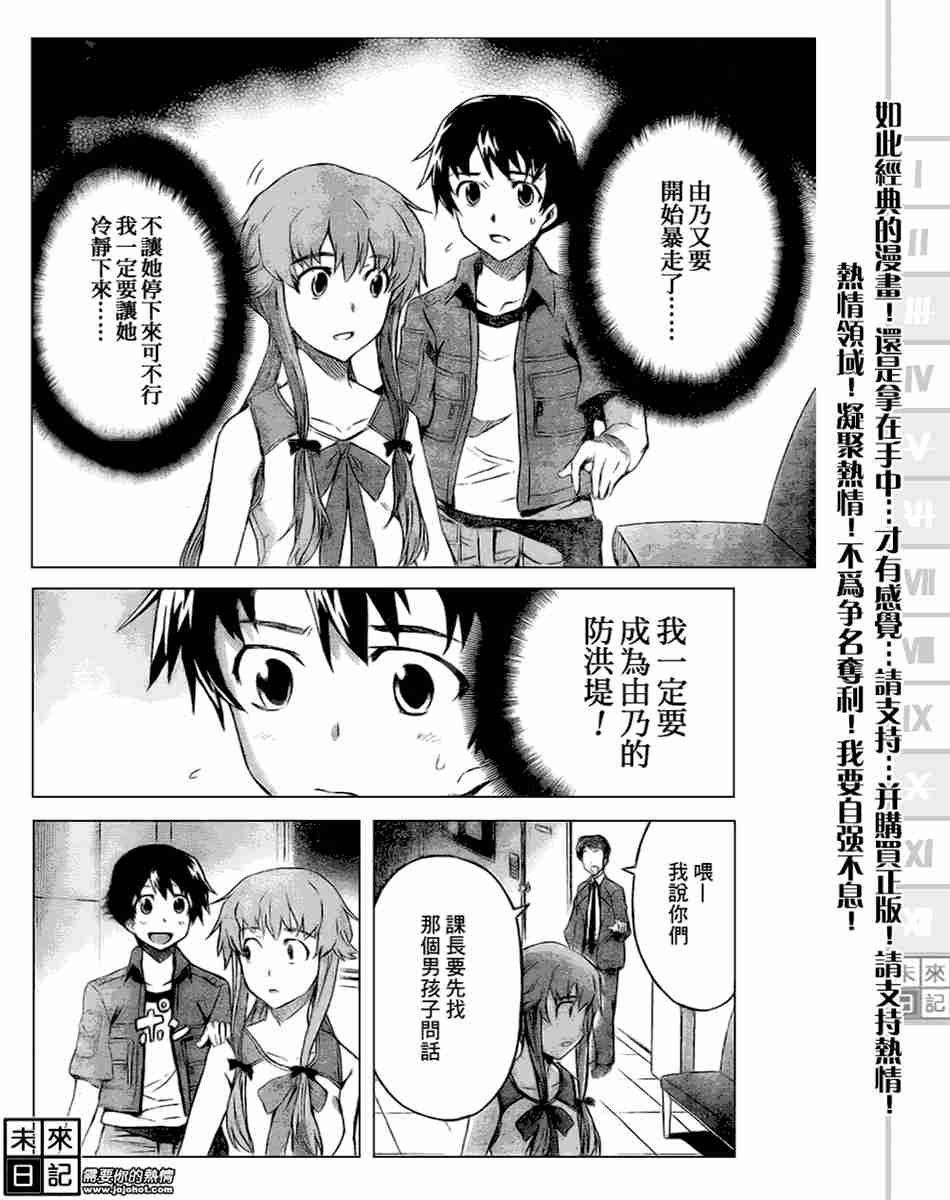 由乃又要
開始暴走了……
不讓她停下來可不行
我一定要讓她
冷靜下來……
我一定要
成為由乃的
防洪堤！
喂—
我說你們
課長要先找
那個男孩子問話
ポン
如此經典的漫畫！還是拿在手中…才有感覺…請支持…并購買正版！請支持熱情！
熱情領域！凝聚熱情！不爲争名奪利！我要自强不息！
I
II
III
IV
V
VI
VII
VIII
IX
X
XI
XII
未來
日記
未來
日記
需要你的熱情
www.jojohot.com